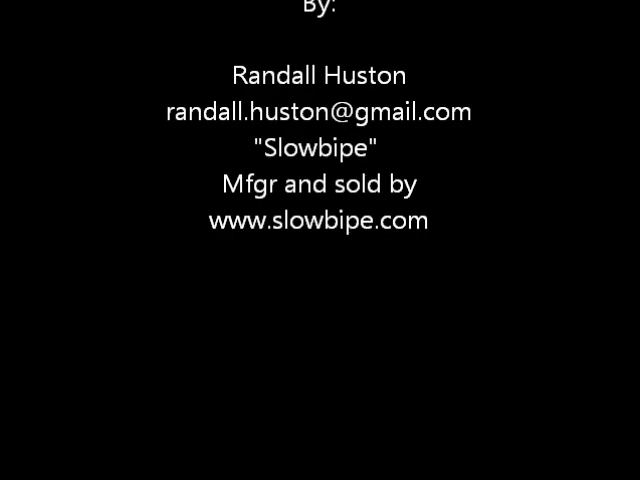 By:
Randall Huston
randall.huston@gmail.com
"Slowbipe"
Mfgr and sold by
www.slowbipe.com